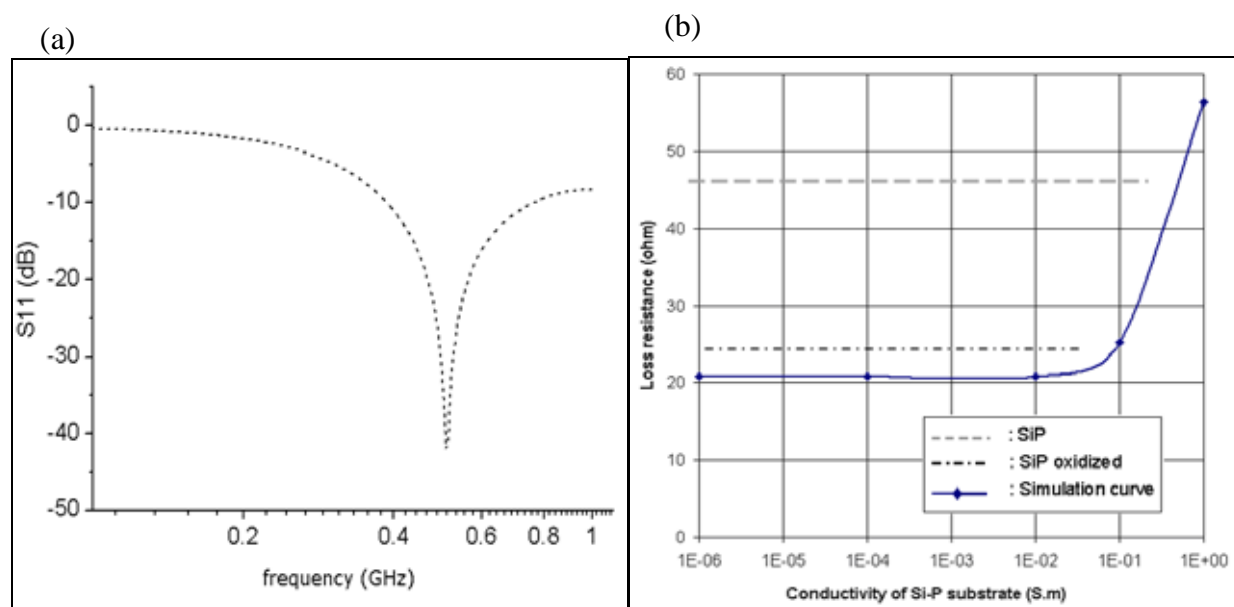 (a)
0
-10
-20
-30
-40
-50
S11 (dB)
0.2 0.4 0.6 0.8 1
frequency (GHz)
(b)
60
50
40
30
20
10
0
Loss resistance (ohm)
: SiP
: SiP oxidized
: Simulation curve
1E-06 1E-05 1E-04 1E-03 1E-02 1E-01 1E+00
Conductivity of Si-P substrate (S.m)